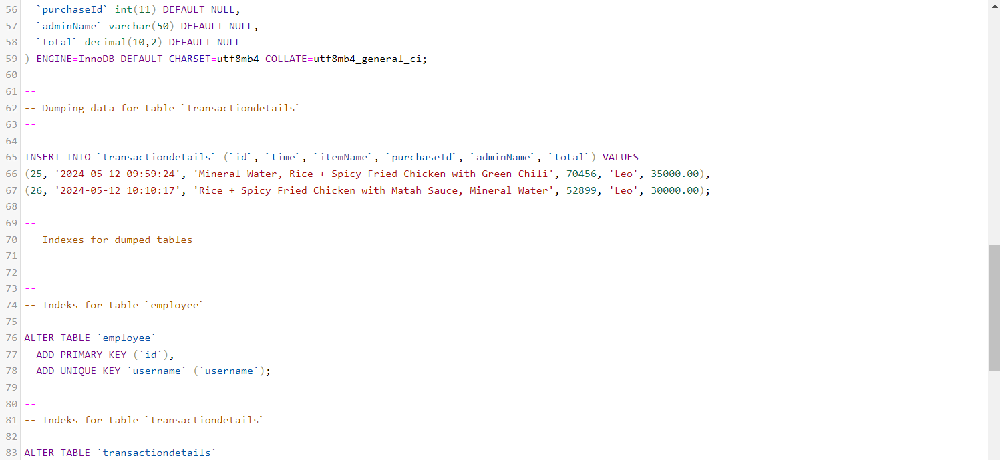 56 `purchaseId` int(11) DEFAULT NULL,
57 `adminName` varchar(50) DEFAULT NULL,
58 `total` decimal(10,2) DEFAULT NULL
59 ) ENGINE=InnoDB DEFAULT CHARSET=utf8mb4 COLLATE=utf8mb4_general_ci;
60
61 --
62 -- Dumping data for table `transactiondetails`
63 --
64
65 INSERT INTO `transactiondetails` (`id`, `time`, `itemName`, `purchaseId`, `adminName`, `total`) VALUES
66 (25, '2024-05-12 09:59:24', 'Mineral Water, Rice + Spicy Fried Chicken with Green Chili', 70456, 'Leo', 35000.00),
67 (26, '2024-05-12 10:10:17', 'Rice + Spicy Fried Chicken with Matah Sauce, Mineral Water', 52899, 'Leo', 30000.00);
68
69 --
70 -- Indexes for dumped tables
71 --
72
73 --
74 -- Indeks for table `employee`
75 --
76 ALTER TABLE `employee`
77 ADD PRIMARY KEY (`id`),
78 ADD UNIQUE KEY `username` (`username`);
79
80 --
81 -- Indeks for table `transactiondetails`
82 --
83 ALTER TABLE `transactiondetails`